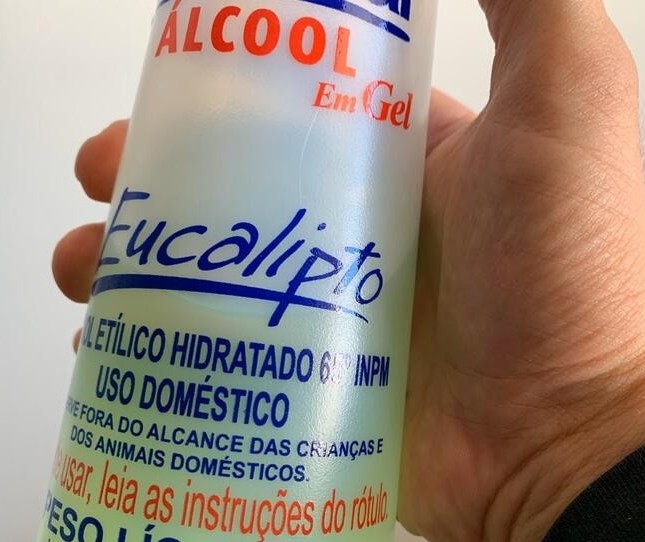 ÁLCOOL
Em Gel
Eucalipto
ETÍLICO HIDRATADO 65° INPM
USO DOMÉSTICO
FORA DO ALCANCE DAS CRIANÇAS E
DOS ANIMAIS DOMÉSTICOS.
usar, leia as instruções do rótulo.
PESO